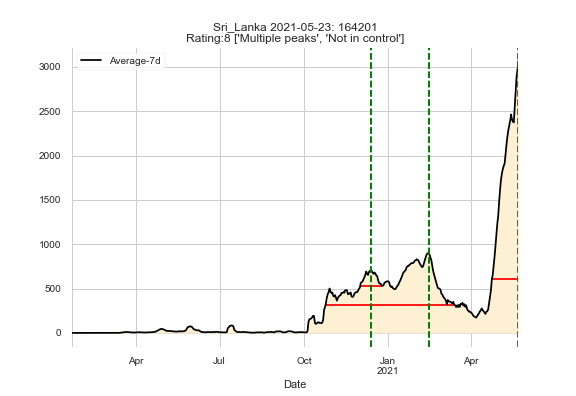 Sri_Lanka 2021-05-23: 164201
Rating:8 ['Multiple peaks', 'Not in control']
Average-7d
3000
2500
2000
1500
1000
500
0
Apr Jul Oct Jan Apr
2021
Date